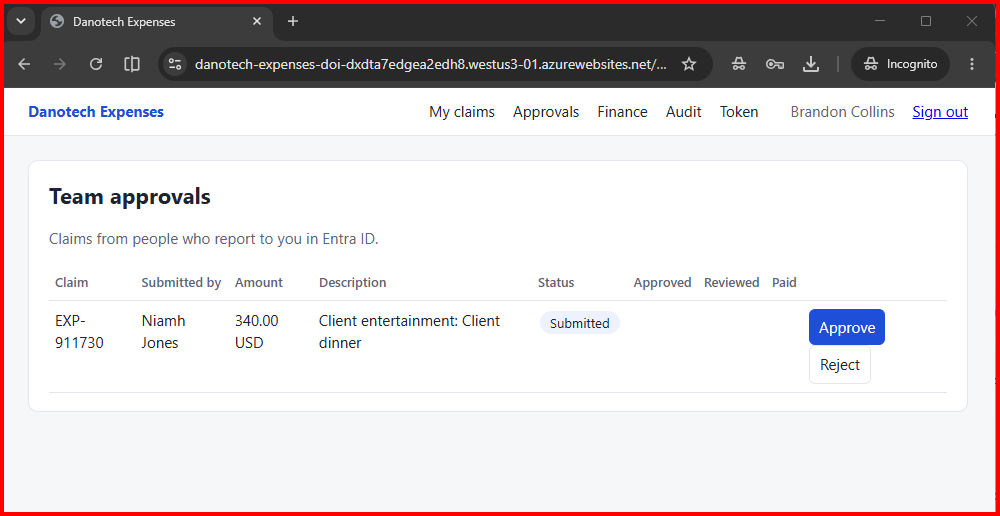 Danotech Expenses
danotech-expenses-doi-dxdta7edgea2edh8.westus3-01.azurewebsites.net/...
Incognito
Danotech Expenses My claims Approvals Finance Audit Token Brandon Collins Sign out
Team approvals
Claims from people who report to you in Entra ID.
Claim Submitted by Amount Description Status Approved Reviewed Paid
EXP-911730 Niamh Jones 340.00 USD Client entertainment: Client dinner Submitted Approve
Reject